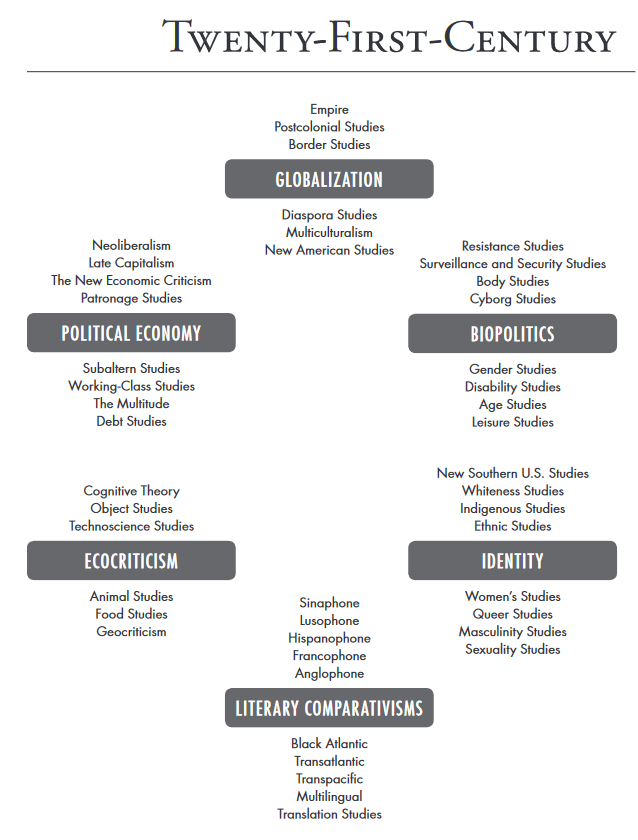 TWENTY-FIRST-CENTURY
Empire
Postcolonial Studies
Border Studies
GLOBALIZATION
Diaspora Studies
Multiculturalism
New American Studies
Neoliberalism
Late Capitalism
The New Economic Criticism
Patronage Studies
POLITICAL ECONOMY
Subaltern Studies
Working-Class Studies
The Multitude
Debt Studies
Resistance Studies
Surveillance and Security Studies
Body Studies
Cyborg Studies
BIOPOLITICS
Gender Studies
Disability Studies
Age Studies
Leisure Studies
Cognitive Theory
Object Studies
Technoscience Studies
ECOCRITICISM
Animal Studies
Food Studies
Geocriticism
New Southern U.S. Studies
Whiteness Studies
Indigenous Studies
Ethnic Studies
IDENTITY
Women's Studies
Queer Studies
Masculinity Studies
Sexuality Studies
Sinaphone
Lusophone
Hispanophone
Francophone
Anglophone
LITERARY COMPARATIVISMS
Black Atlantic
Transatlantic
Transpacific
Multilingual
Translation Studies